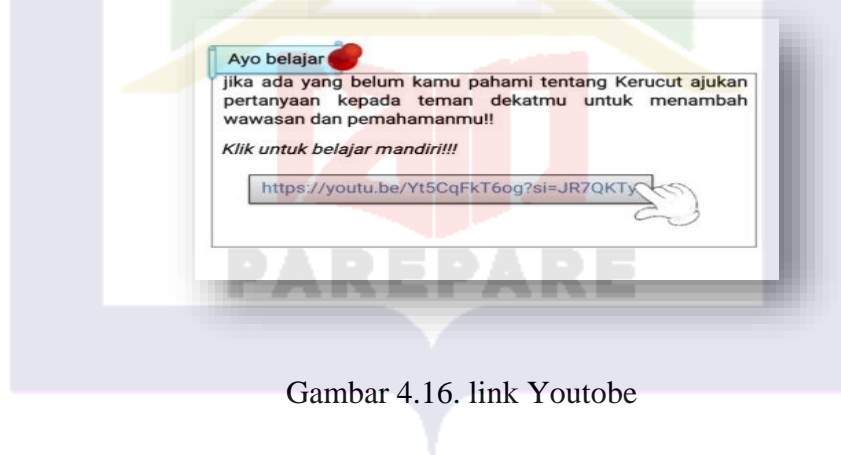 Ayo belajar
jika ada yang belum kamu pahami tentang Kerucut ajukan
pertanyaan kepada teman dekatmu untuk menambah
wawasan dan pemahamanmu!!
Klik untuk belajar mandiri!!!
https://youtu.be/Yt5CqFkT6og?si=JR7QKTy
PAREPARE
Gambar 4.16. link Youtobe